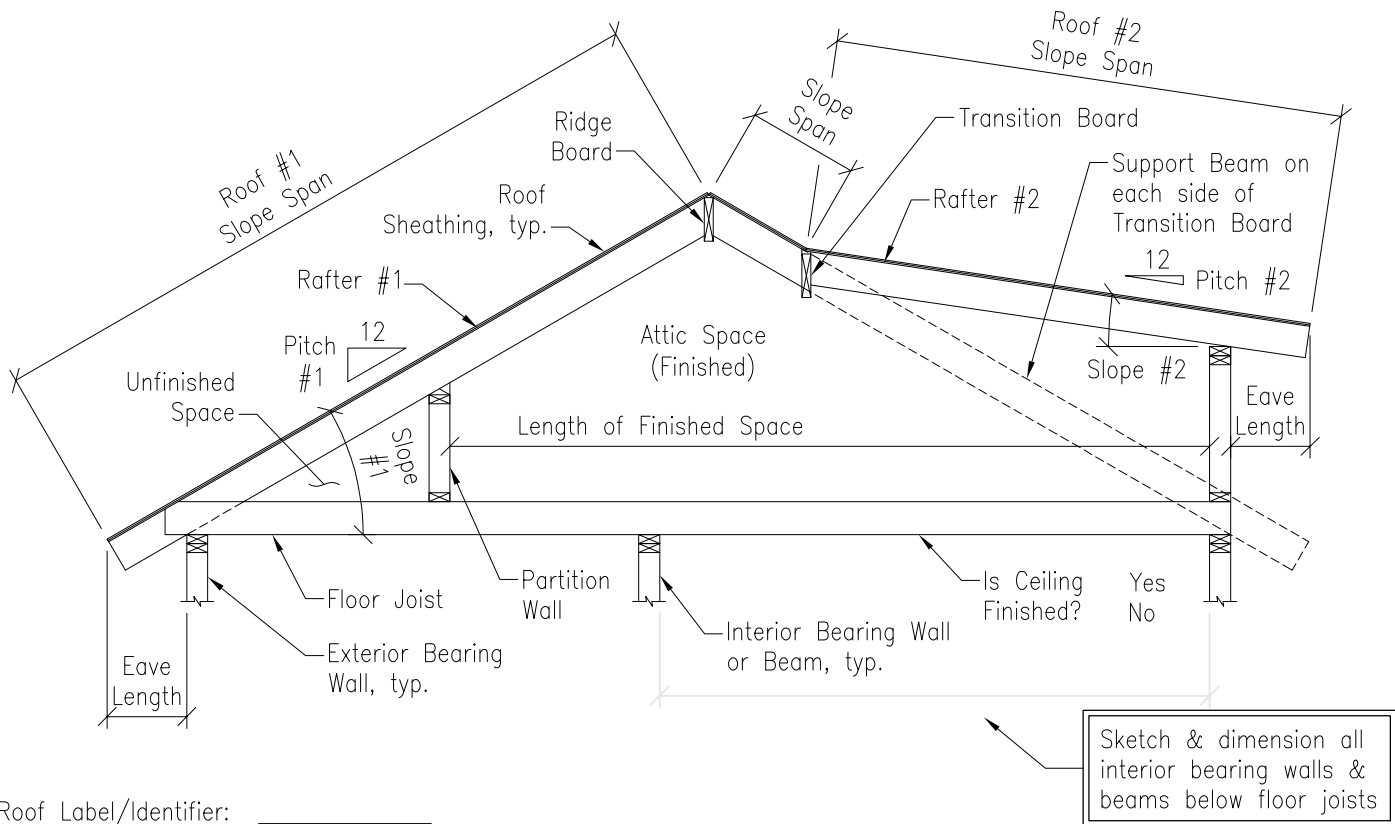 Roof #2
Slope Span
Slope
Span
Transition Board
Ridge
Board
Support Beam on
each side of
Transition Board
Roof #1
Slope Span
Roof
Sheathing, typ.
Rafter #2
12
Pitch #2
Rafter #1
12
Pitch
#1
Attic Space
(Finished)
Slope #2
Unfinished
Space
Eave
Length
Slope
#1
Length of Finished Space
Floor Joist
Partition
Wall
Is Ceiling
Finished?
Yes
No
Exterior Bearing
Wall, typ.
Interior Bearing Wall
or Beam, typ.
Eave
Length
Sketch & dimension all
interior bearing walls &
beams below floor joists
Roof Label/Identifier: